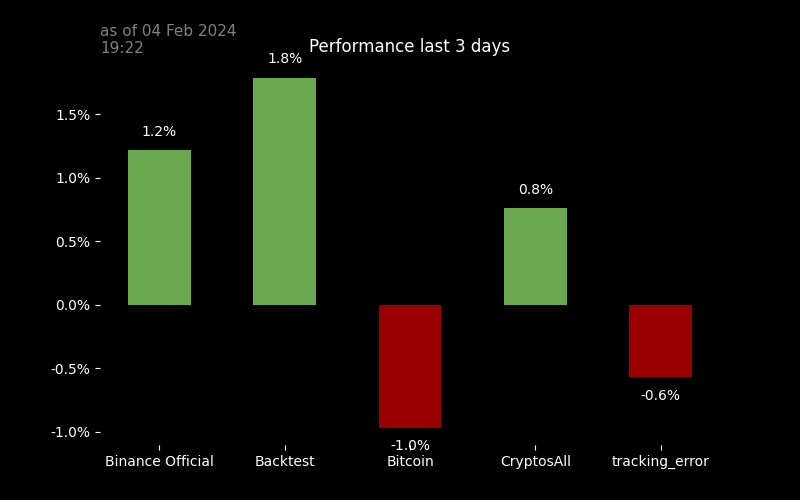 as of 04 Feb 2024
19:22
Performance last 3 days
1.8%
1.2%
0.8%
-0.6%
-1.0%
1.5%
1.0%
0.5%
0.0%
-0.5%
-1.0%
Binance Official
Backtest
Bitcoin
CryptosAll
tracking_error